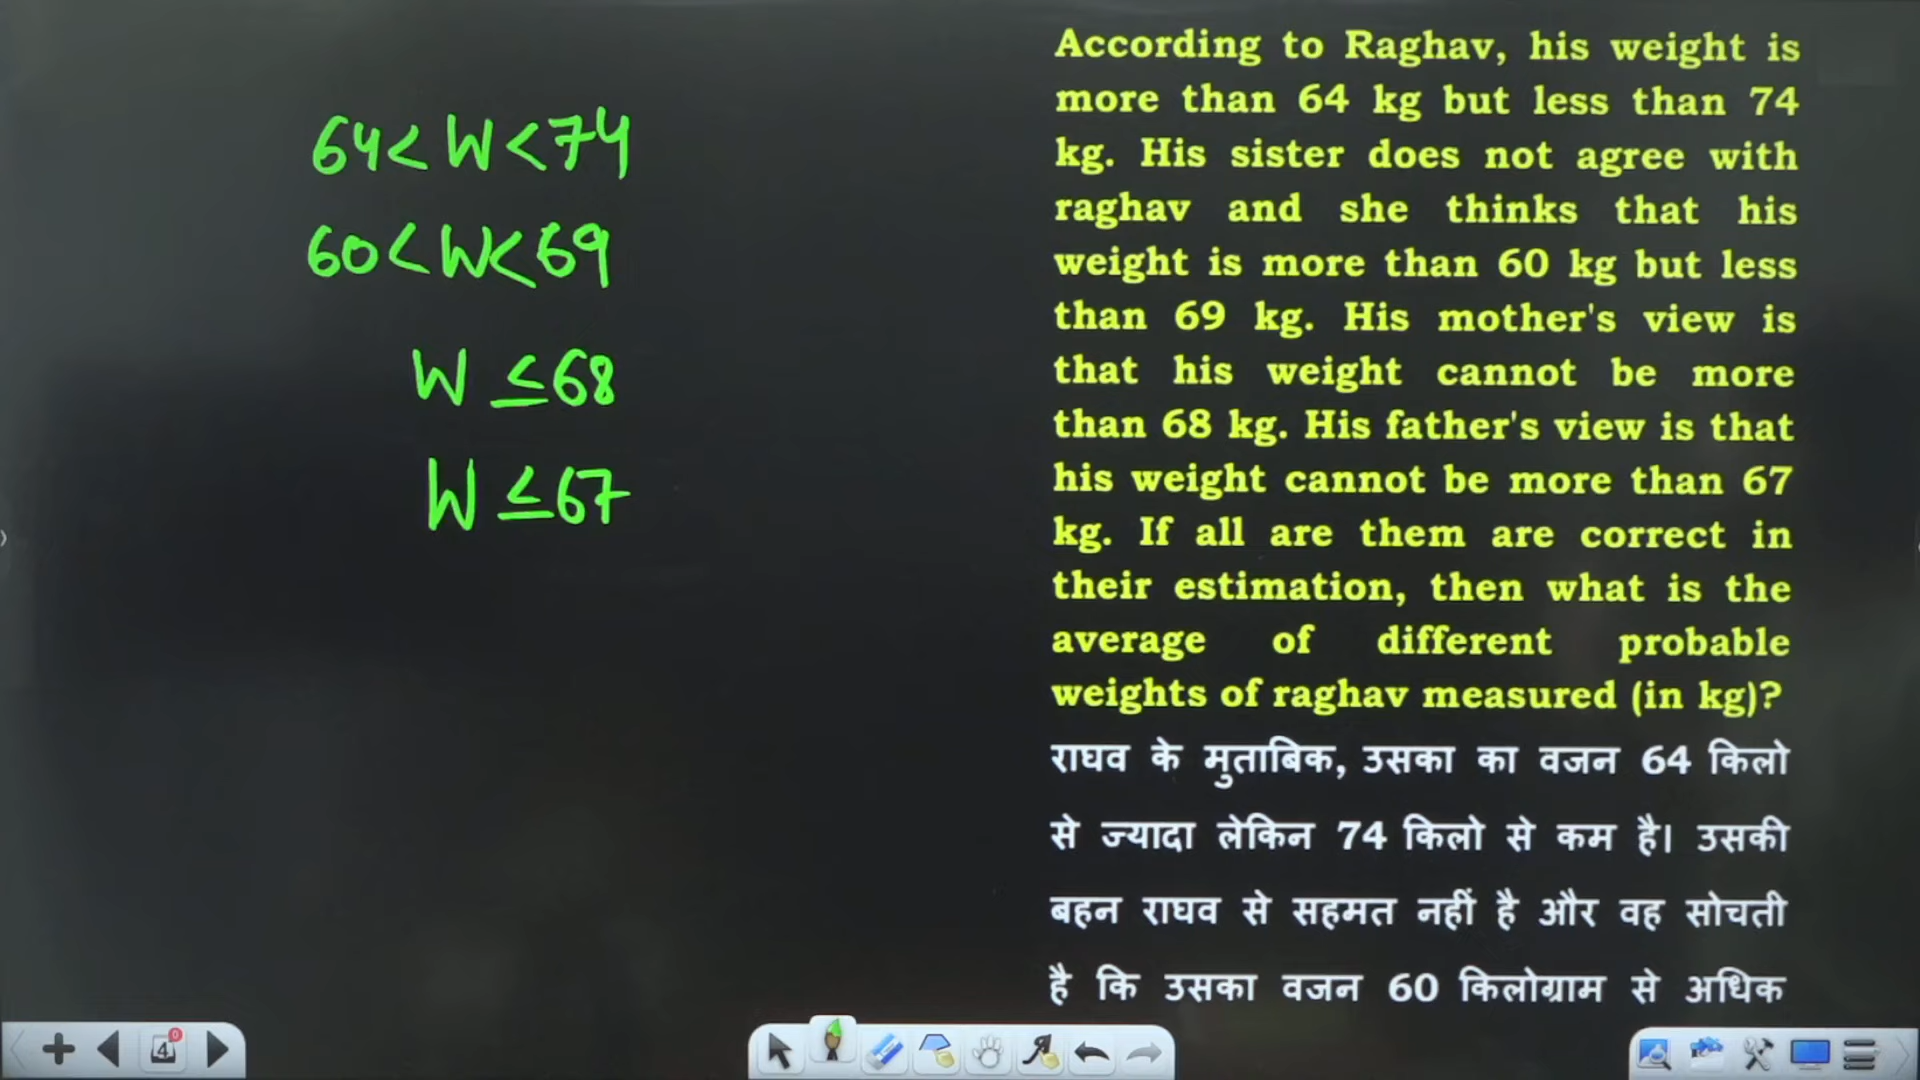 64<W<74
60<W<69
W ≤68
W ≤67
According to Raghav, his weight is
more than 64 kg but less than 74
kg. His sister does not agree with
raghav and she thinks that his
weight is more than 60 kg but less
than 69 kg. His mother's view is
that his weight cannot be more
than 68 kg. His father's view is that
his weight cannot be more than 67
kg. If all are them are correct in
their estimation, then what is the
average of different probable
weights of raghav measured (in kg)?
राघव के मुताबिक, उसका का वजन 64 किलो
से ज्यादा लेकिन 74 किलो से कम है। उसकी
बहन राघव से सहमत नहीं है और वह सोचती
है कि उसका वजन 60 किलोग्राम से अधिक
4
0